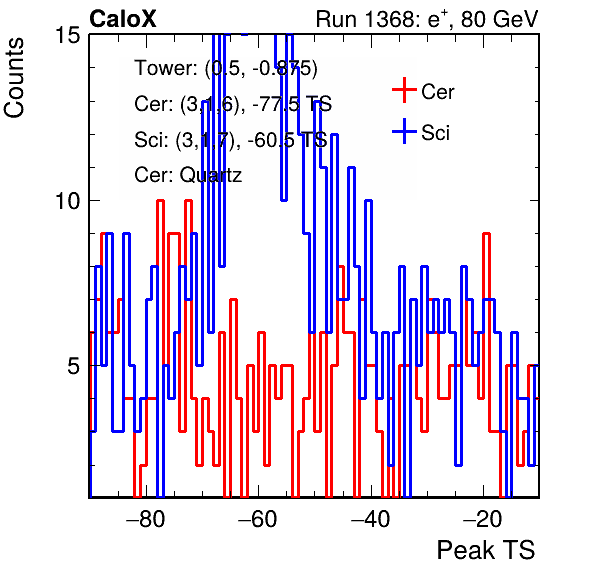 CaloX Run 1368: e⁺, 80 GeV
Counts
15
10
5
Tower: (0.5, -0.875)
Cer: (3,1,6), -77.5 TS
Sci: (3,1,7), -60.5 TS
Cer: Quartz
Cer
Sci
−80 −60 −40 −20
Peak TS